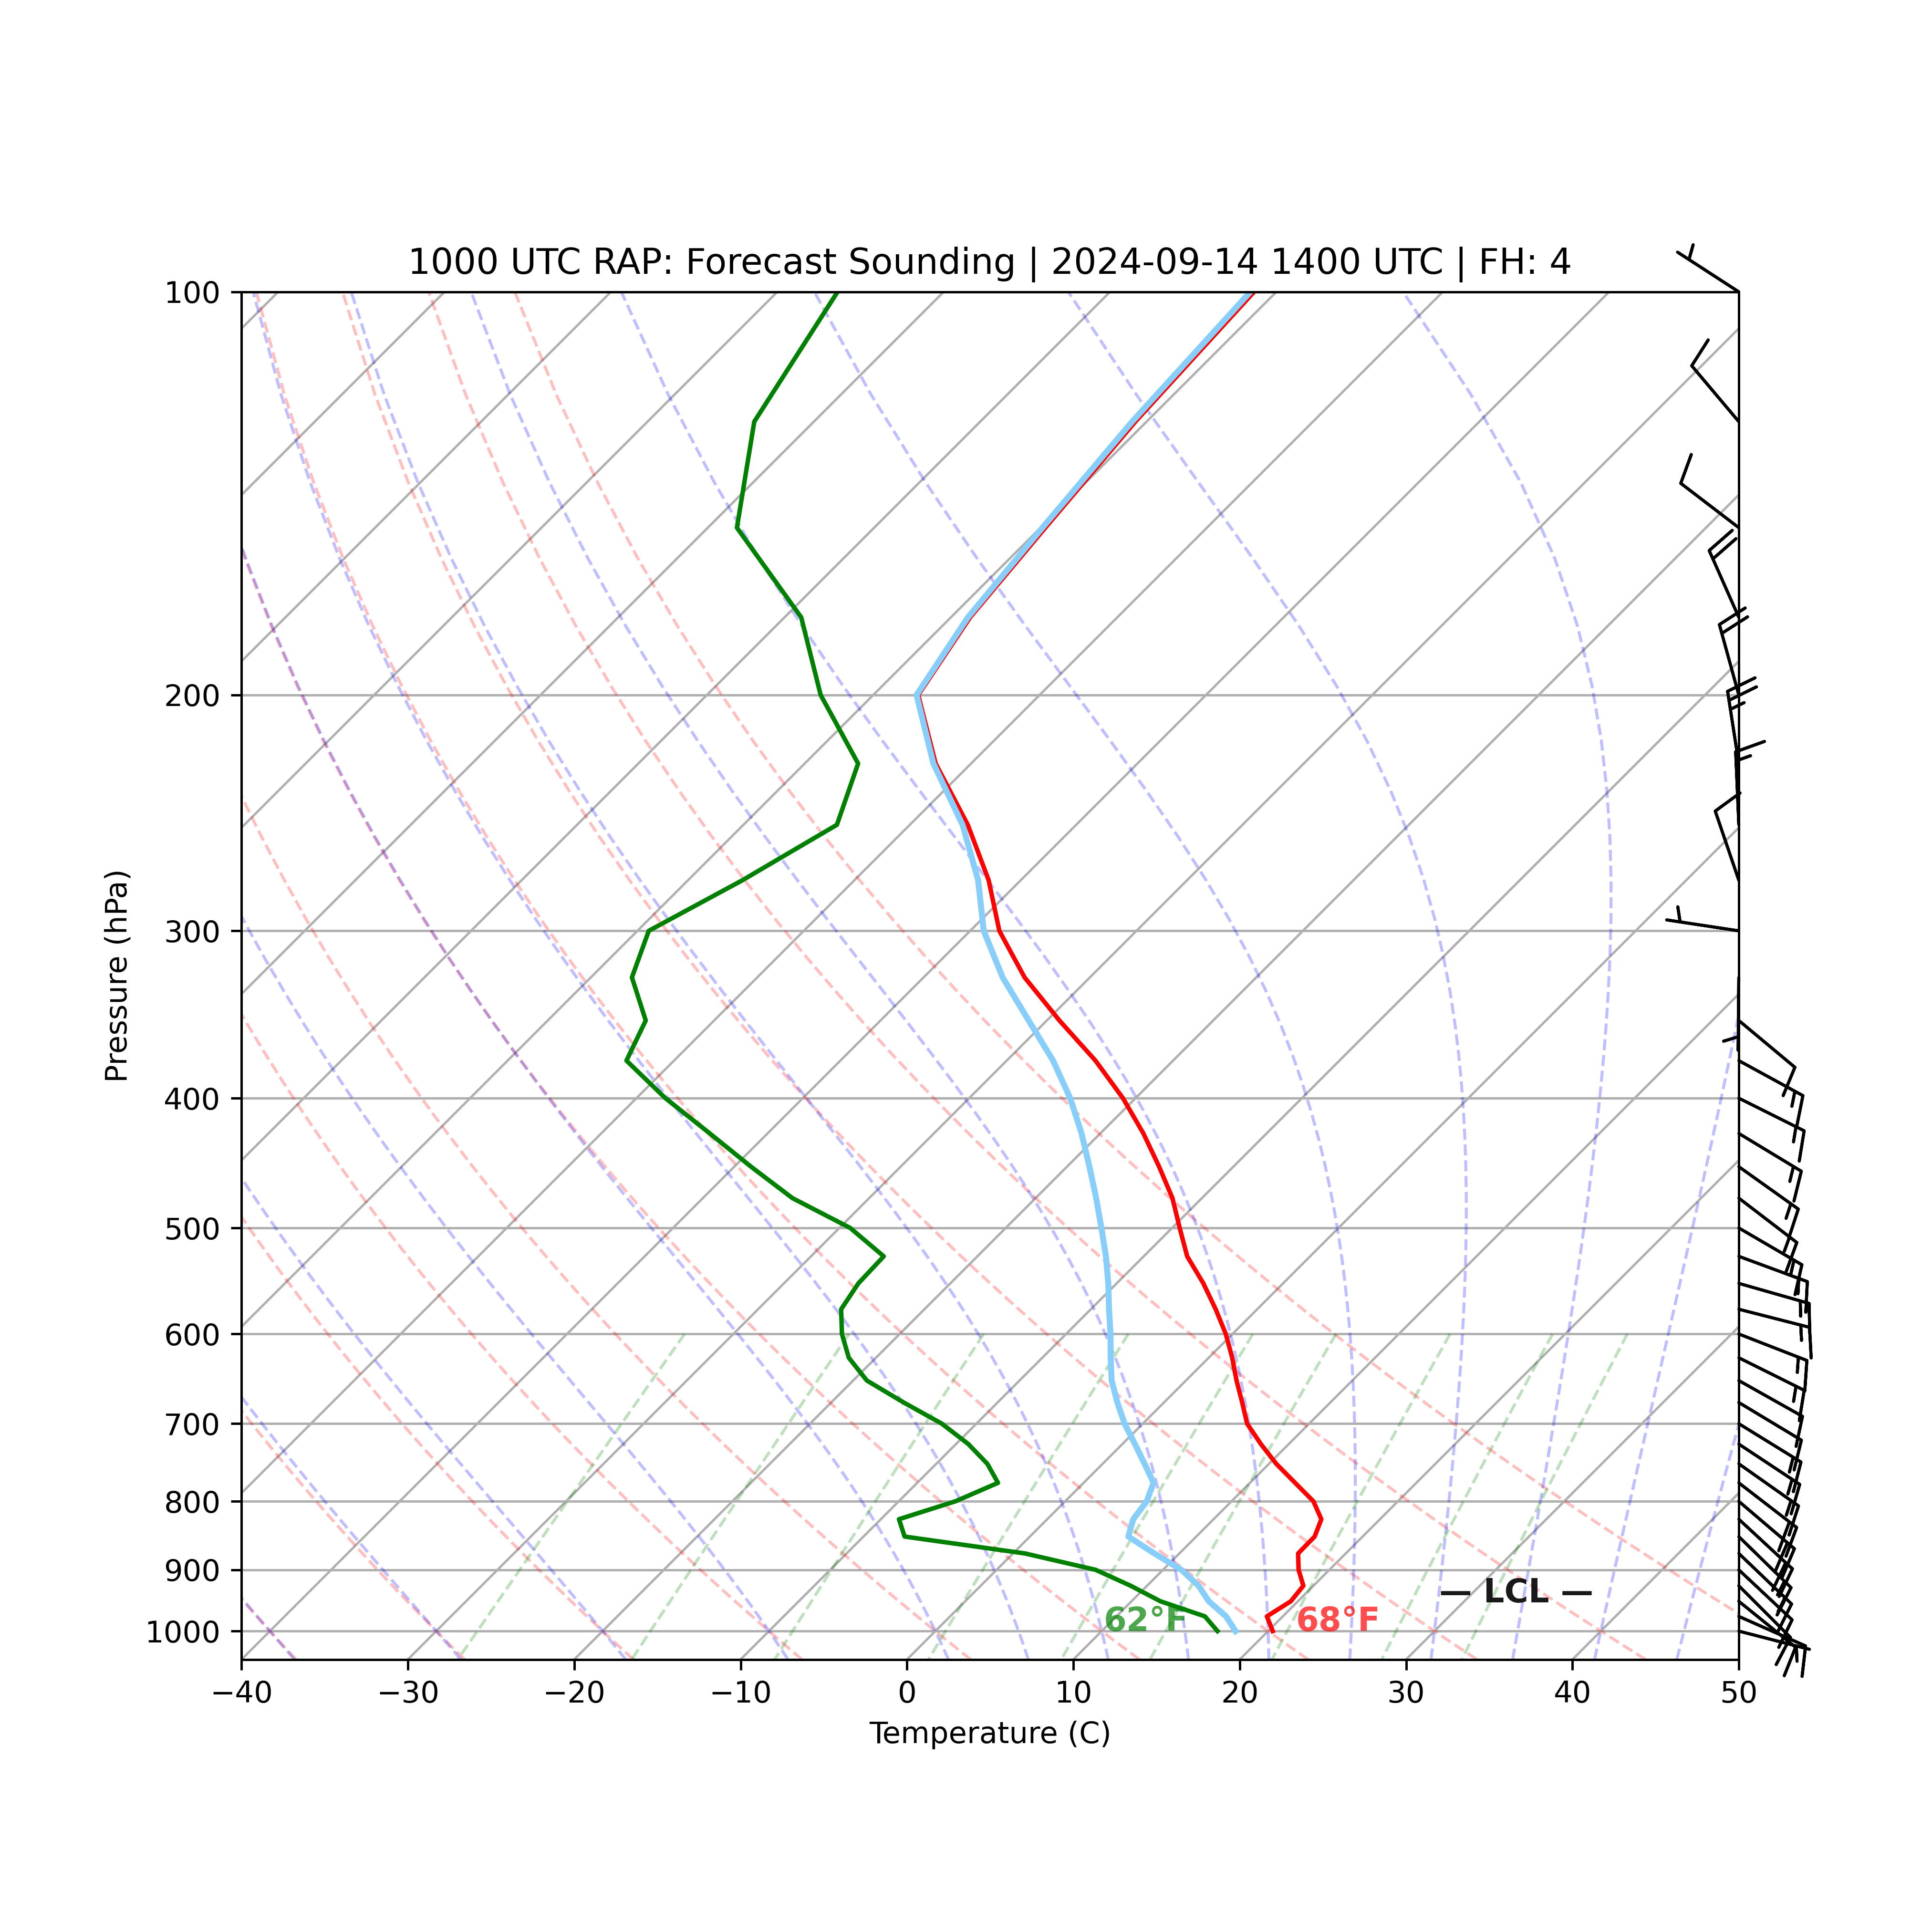 1000 UTC RAP: Forecast Sounding | 2024-09-14 1400 UTC | FH: 4
100
200
300
400
500
600
700
800
900
1000
Pressure (hPa)
— LCL —
62°F
68°F
−40 −30 −20 −10 0 10 20 30 40 50
Temperature (C)